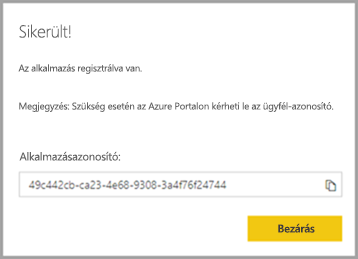 Sikerült!
Az alkalmazás regisztrálva van.
Megjegyzés: Szükség esetén az Azure Portalon kérheti le az ügyfél-azonosító.
Alkalmazásazonosító:
49c442cb-ca23-4e68-9308-3a4f76f24744
Bezárás